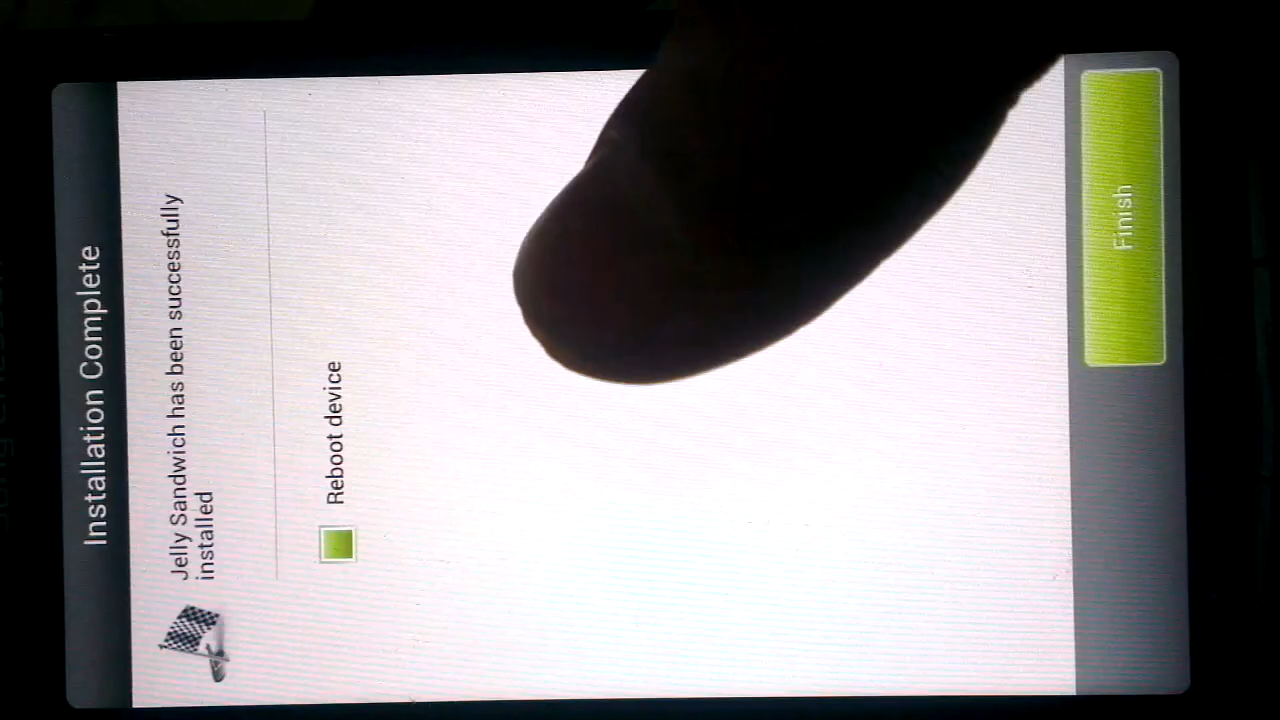 Installation Complete
Jelly Sandwich has been successfully
installed
Reboot device
Finish